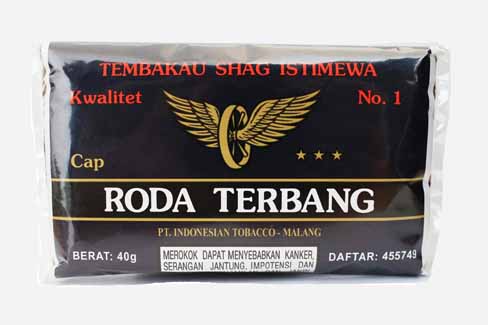 TEMBAKAU SHAG ISTIMEWA
Kwalitet No. 1
Cap
RODA TERBANG
PT. INDONESIAN TOBACCO - MALANG
BERAT: 40g
MEROKOK DAPAT MENYEBABKAN KANKER,
SERANGAN JANTUNG, IMPOTENSI DAN
DAFTAR: 455749